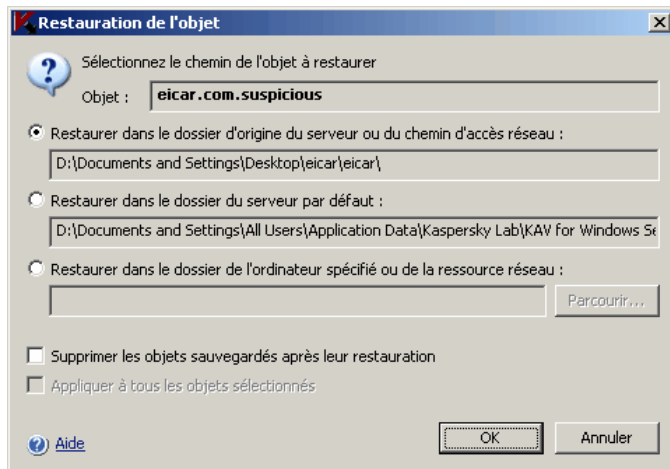 Restauration de l'objet
Sélectionnez le chemin de l'objet à restaurer
Objet : eicar.com.suspicious
Restaurer dans le dossier d'origine du serveur ou du chemin d'accès réseau :
D:\Documents and Settings\Desktop\eicar\eicar\
Restaurer dans le dossier du serveur par défaut :
D:\Documents and Settings\All Users\Application Data\Kaspersky Lab\KAV for Windows Se
Restaurer dans le dossier de l'ordinateur spécifié ou de la ressource réseau :
Parcourir...
Supprimer les objets sauvegardés après leur restauration
Appliquer à tous les objets sélectionnés
Aide
OK
Annuler